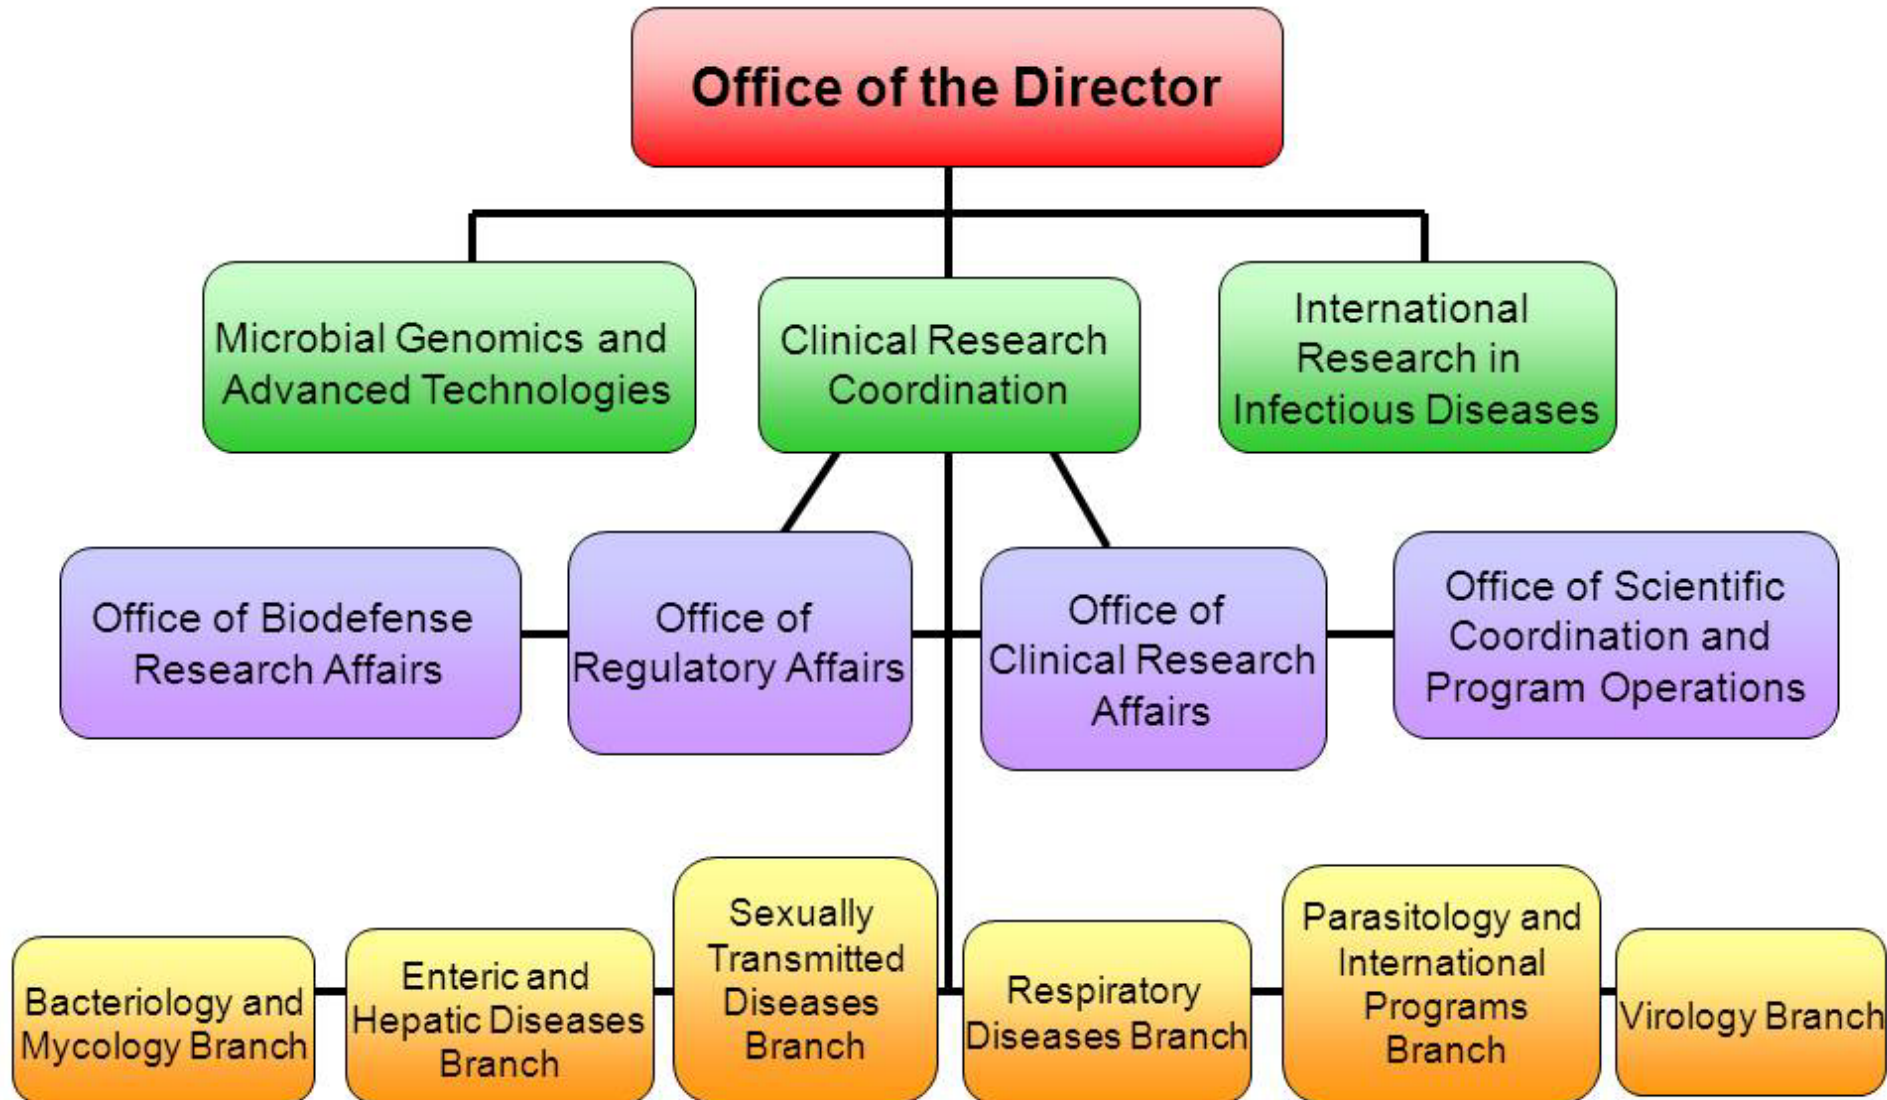 Office of the Director
Microbial Genomics and
Advanced Technologies
Clinical Research
Coordination
International
Research in
Infectious Diseases
Office of Biodefense
Research Affairs
Office of
Regulatory Affairs
Office of
Clinical Research
Affairs
Office of Scientific
Coordination and
Program Operations
Bacteriology and
Mycology Branch
Enteric and
Hepatic Diseases
Branch
Sexually
Transmitted
Diseases
Branch
Respiratory
Diseases Branch
Parasitology and
International
Programs
Branch
Virology Branch